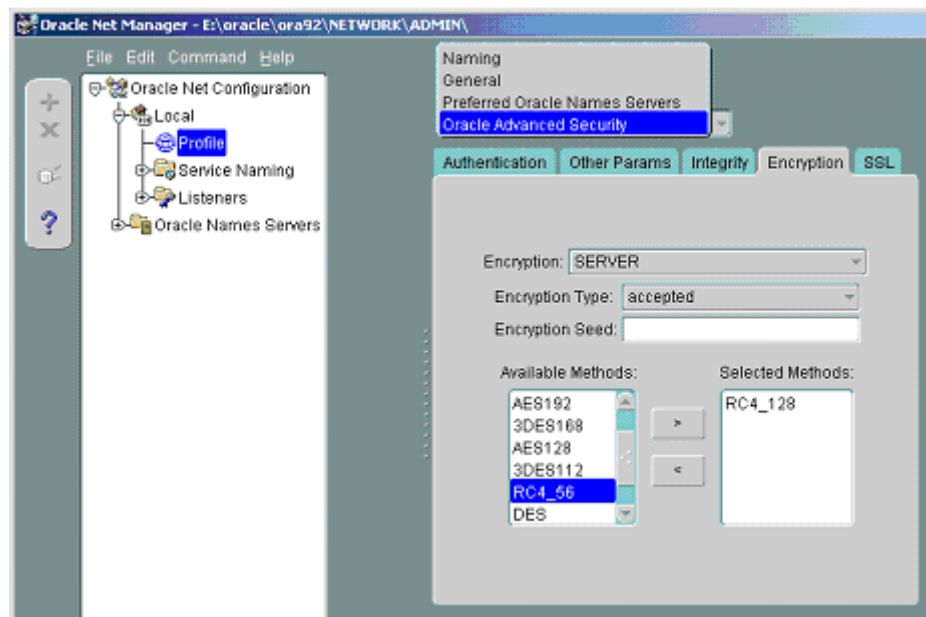 Oracle Net Manager - E:\oracle\ora92\NETWORK\ADMIN\
File Edit Command Help
Oracle Net Configuration
Local
Profile
Service Naming
Listeners
Oracle Names Servers
?
Naming
General
Preferred Oracle Names Servers
Oracle Advanced Security
Authentication Other Params Integrity Encryption SSL
Encryption: SERVER
Encryption Type: accepted
Encryption Seed:
Available Methods: Selected Methods:
AES192
3DES168
AES128
3DES112
RC4_56
DES
>
<
RC4_128